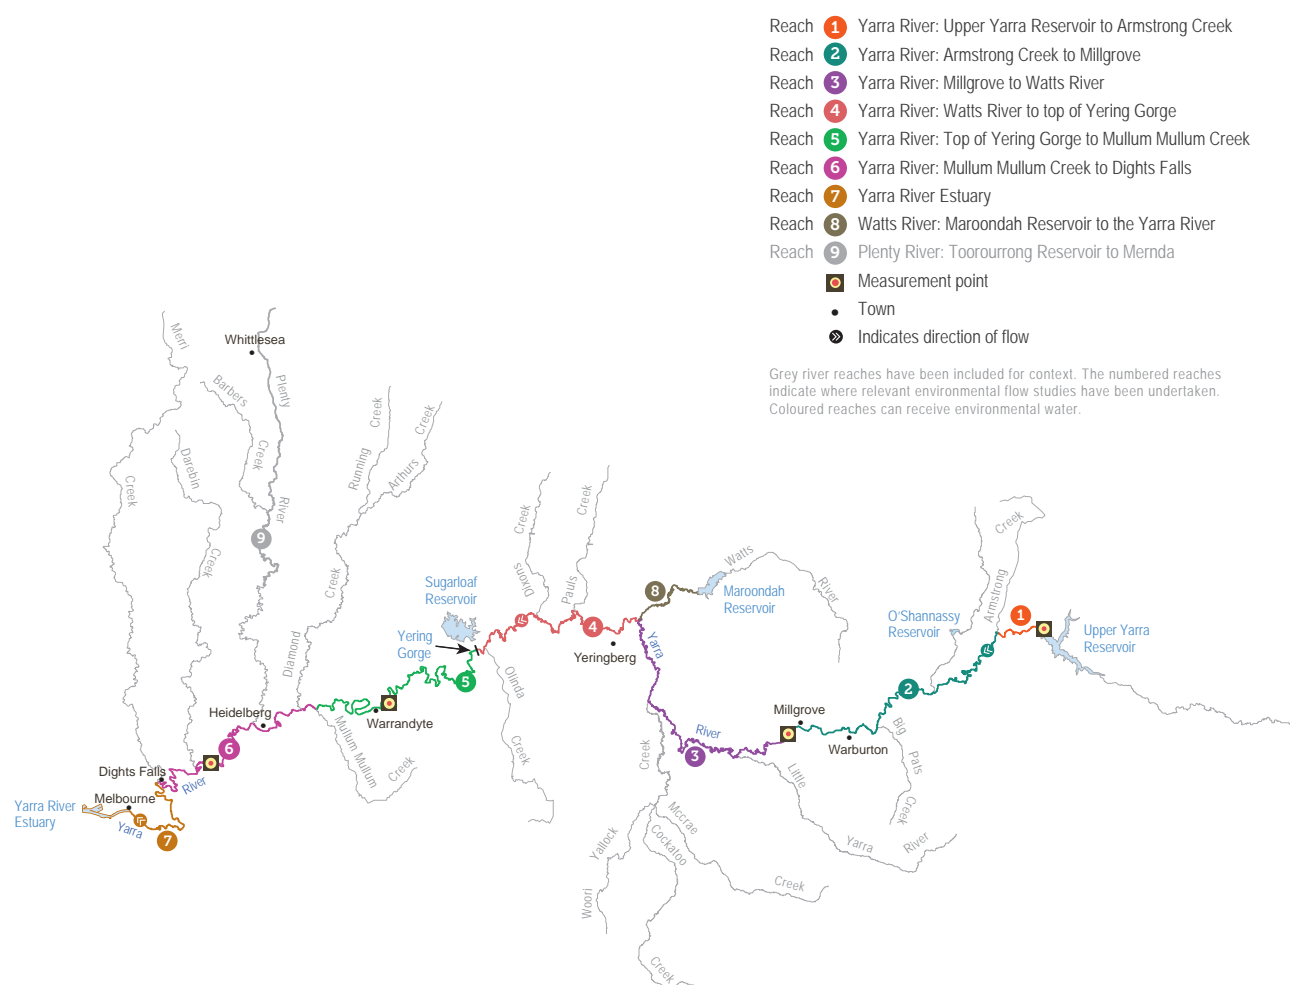 Reach 1 Yarra River: Upper Yarra Reservoir to Armstrong Creek
Reach 2 Yarra River: Armstrong Creek to Millgrove
Reach 3 Yarra River: Millgrove to Watts River
Reach 4 Yarra River: Watts River to top of Yering Gorge
Reach 5 Yarra River: Top of Yering Gorge to Mullum Mullum Creek
Reach 6 Yarra River: Mullum Mullum Creek to Dights Falls
Reach 7 Yarra River Estuary
Reach 8 Watts River: Maroondah Reservoir to the Yarra River
Reach 9 Plenty River: Toorourrong Reservoir to Mernda
Measurement point
Town
Indicates direction of flow
Grey river reaches have been included for context. The numbered reaches
indicate where relevant environmental flow studies have been undertaken.
Coloured reaches can receive environmental water.
Merri
Creek
Whittlesea
Barbers
Creek
Plenty
River
9
Darebin
Creek
Running
Creek
Arthurs
Creek
Diamond
Creek
Sugarloaf
Reservoir
Yering
Gorge
Dixons
Creek
Pauls
Creek
4
Yeringberg
8
Watts
River
Maroondah
Reservoir
O'Shannassy
Reservoir
Armstrong
Creek
1
Upper Yarra
Reservoir
2
Yarra
River
3
Millgrove
Warburton
Big
Pats
Creek
Little
Yarra
River
Olinda
Creek
5
Warrandyte
Mullum Mullum
Creek
Heidelberg
6
Dights Falls
River
Melbourne
Yarra
7
Yarra River
Estuary
Creek
Yallock
Woori
Mccrae
Creek
Cockatoo
Creek